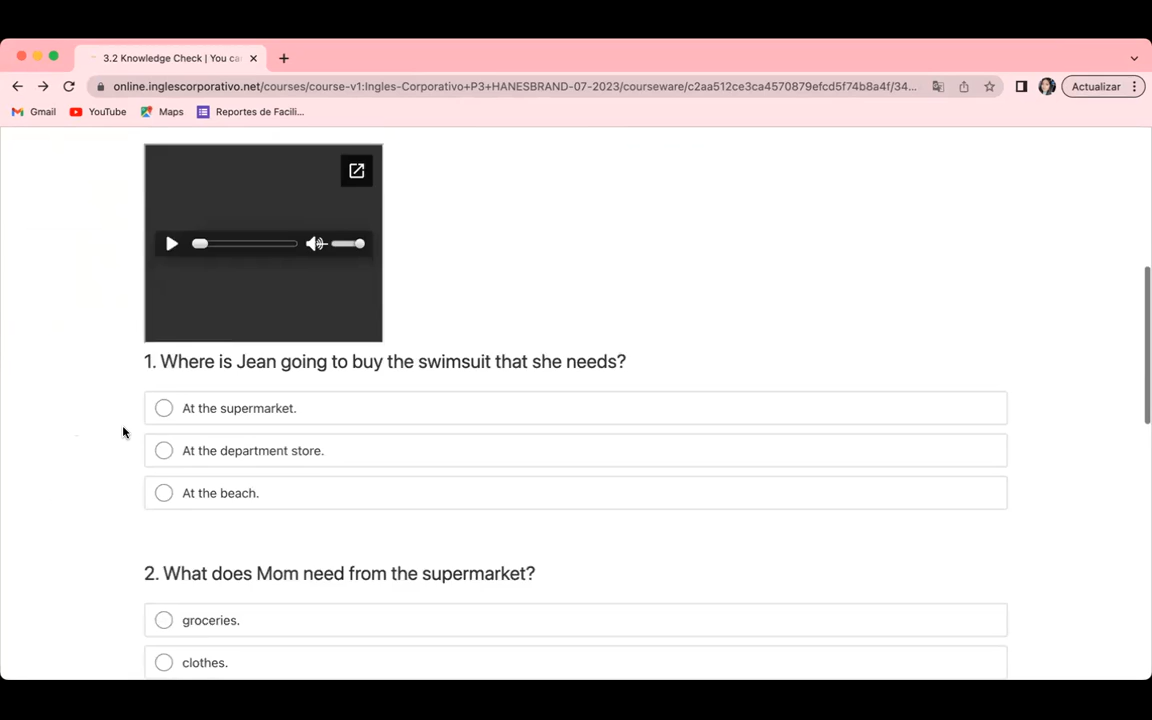 3.2 Knowledge Check | You ca
online.inglescorporativo.net/courses/course-v1:Ingles-Corporativo+P3+HANESBRAND-07-2023/courseware/c2aa512ce3ca4570879efcd5f74b8a4f/34...
Actualizar
Gmail
YouTube
Maps
Reportes de Facili...
1. Where is Jean going to buy the swimsuit that she needs?
At the supermarket.
At the department store.
At the beach.
2. What does Mom need from the supermarket?
groceries.
clothes.